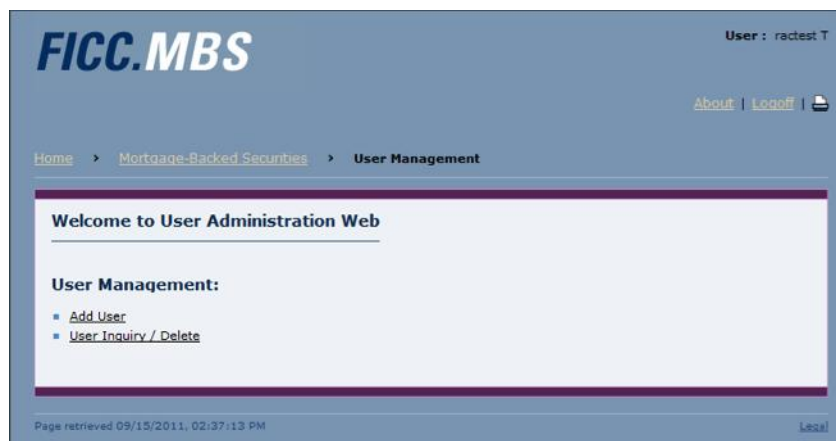 FICC.MBS
User : ractest T
About | Logoff |
Home > Mortgage-Backed Securities > User Management
Welcome to User Administration Web
User Management:
Add User
User Inquiry / Delete
Page retrieved 09/15/2011, 02:37:13 PM
Legal